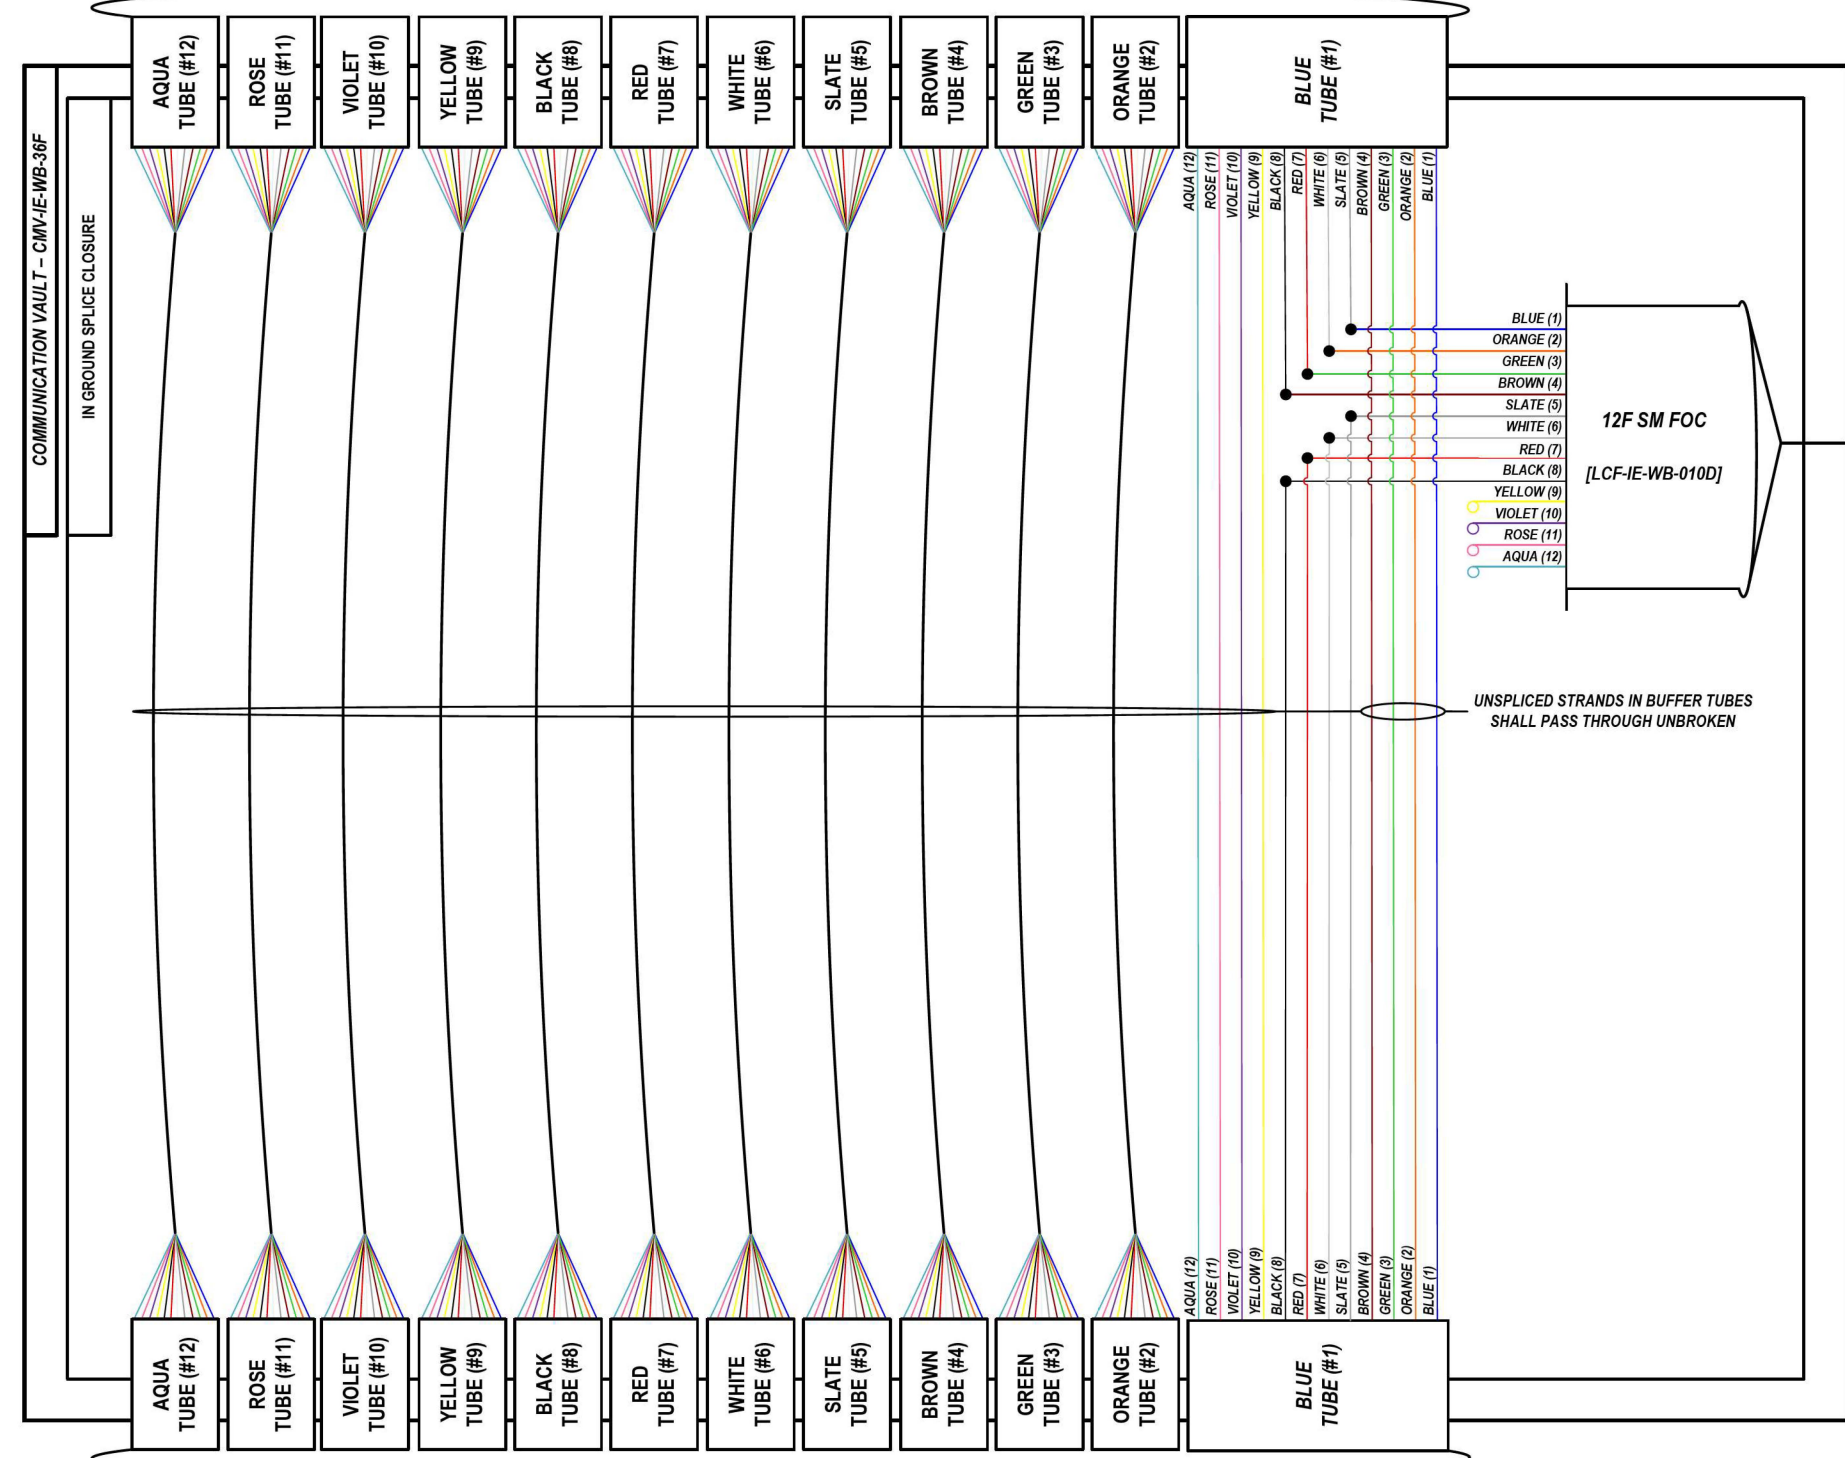 COMMUNICATION VAULT – CMV-IE-WB-36F
IN GROUND SPLICE CLOSURE
AQUA
TUBE (#12)
ROSE
TUBE (#11)
VIOLET
TUBE (#10)
YELLOW
TUBE (#9)
BLACK
TUBE (#8)
RED
TUBE (#7)
WHITE
TUBE (#6)
SLATE
TUBE (#5)
BROWN
TUBE (#4)
GREEN
TUBE (#3)
ORANGE
TUBE (#2)
BLUE
TUBE (#1)
AQUA (12)
ROSE (11)
VIOLET (10)
YELLOW (9)
BLACK (8)
RED (7)
WHITE (6)
SLATE (5)
BROWN (4)
GREEN (3)
ORANGE (2)
BLUE (1)
BLUE (1)
ORANGE (2)
GREEN (3)
BROWN (4)
SLATE (5)
WHITE (6)
RED (7)
BLACK (8)
YELLOW (9)
VIOLET (10)
ROSE (11)
AQUA (12)
12F SM FOC
[LCF-IE-WB-010D]
UNSPLICED STRANDS IN BUFFER TUBES
SHALL PASS THROUGH UNBROKEN
AQUA (12)
ROSE (11)
VIOLET (10)
YELLOW (9)
BLACK (8)
RED (7)
WHITE (6)
SLATE (5)
BROWN (4)
GREEN (3)
ORANGE (2)
BLUE (1)
AQUA
TUBE (#12)
ROSE
TUBE (#11)
VIOLET
TUBE (#10)
YELLOW
TUBE (#9)
BLACK
TUBE (#8)
RED
TUBE (#7)
WHITE
TUBE (#6)
SLATE
TUBE (#5)
BROWN
TUBE (#4)
GREEN
TUBE (#3)
ORANGE
TUBE (#2)
BLUE
TUBE (#1)